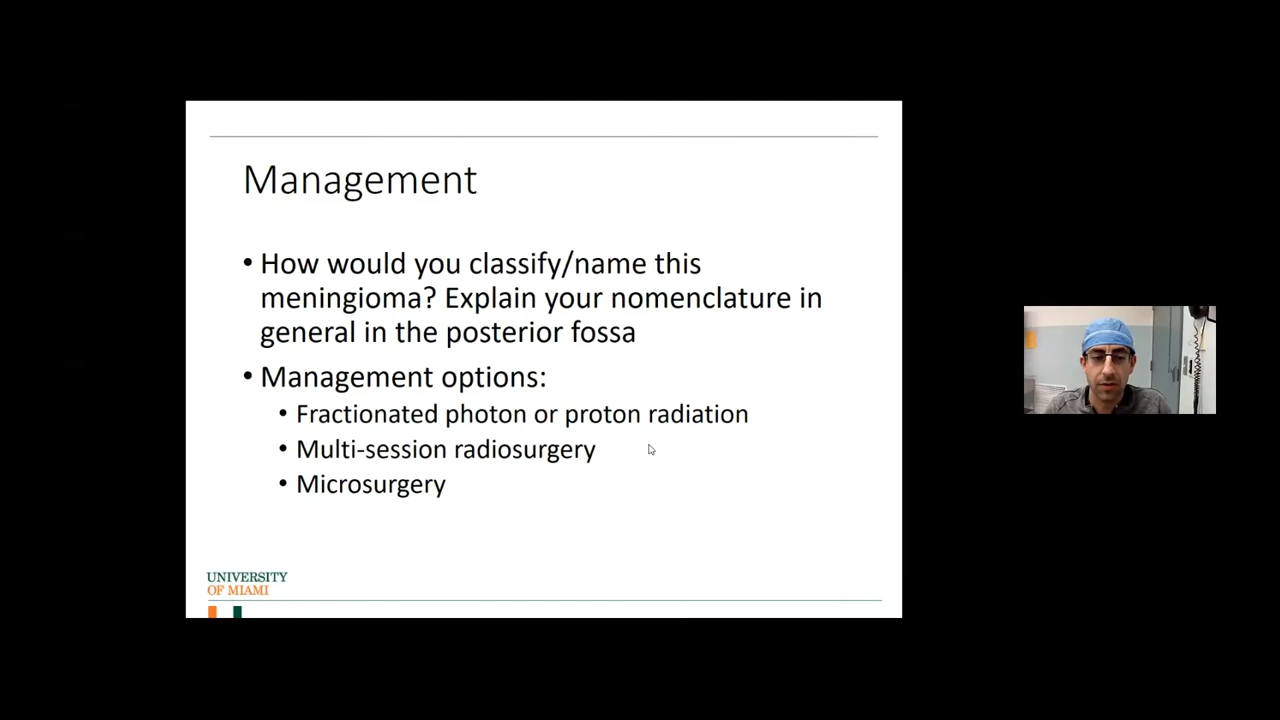 Management
• How would you classify/name this
meningioma? Explain your nomenclature in
general in the posterior fossa
• Management options:
• Fractionated photon or proton radiation
• Multi-session radiosurgery
• Microsurgery
UNIVERSITY
OF MIAMI